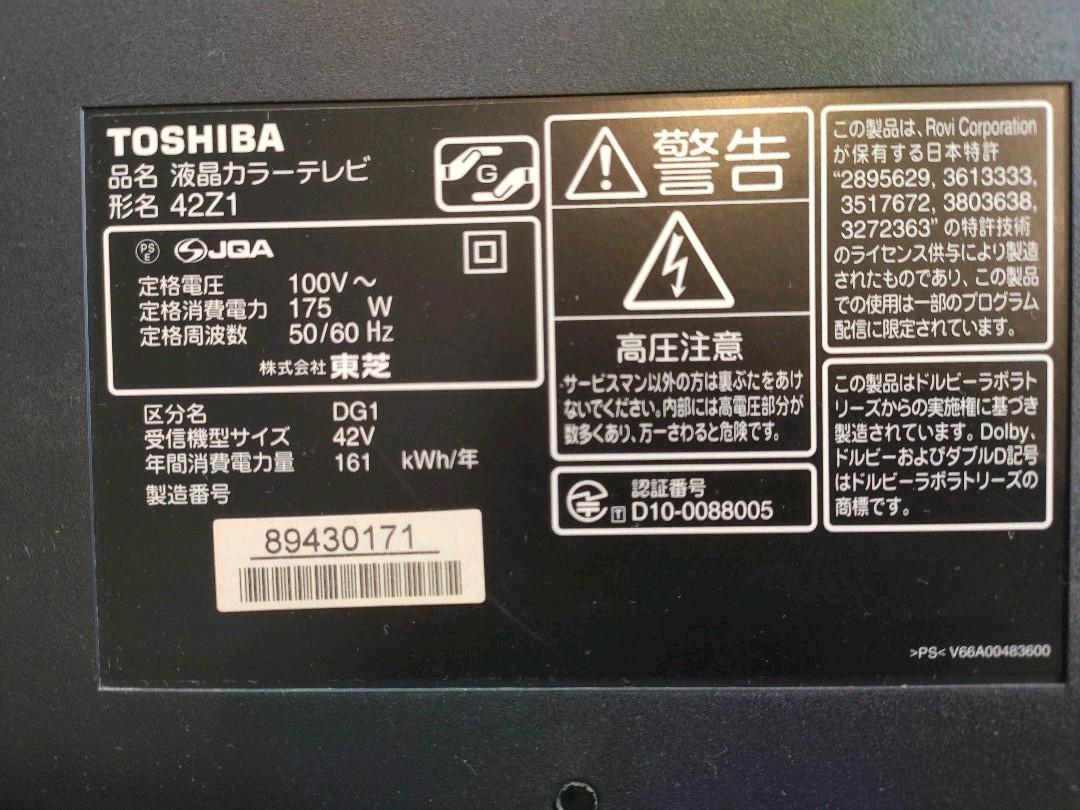 TOSHIBA
品名 液晶カラーテレビ
形名 42Z1
G
PS
E
JQA
定格電圧 100V～
定格消費電力 175 W
定格周波数 50/60 Hz
株式会社 東芝
区分名 DG1
受信機型サイズ 42V
年間消費電力量 161 kWh/年
製造番号
89430171
警告
高圧注意
サービスマン以外の方は裏ぶたをあけ
ないでください。内部には高電圧部分が
数多くあり、万一さわると危険です。
認証番号
T D10-0088005
この製品は、Rovi Corporation
が保有する日本特許
“2895629, 3613333,
3517672, 3803638,
3272363” の特許技術
のライセンス供与により製造
されたものであり、この製品
での使用は一部のプログラム
配信に限定されています。
この製品はドルビーラボラト
リーズからの実施権に基づき
製造されています。Dolby、
ドルビーおよびダブルD記号
はドルビーラボラトリーズの
商標です。
>PS< V66A00483600